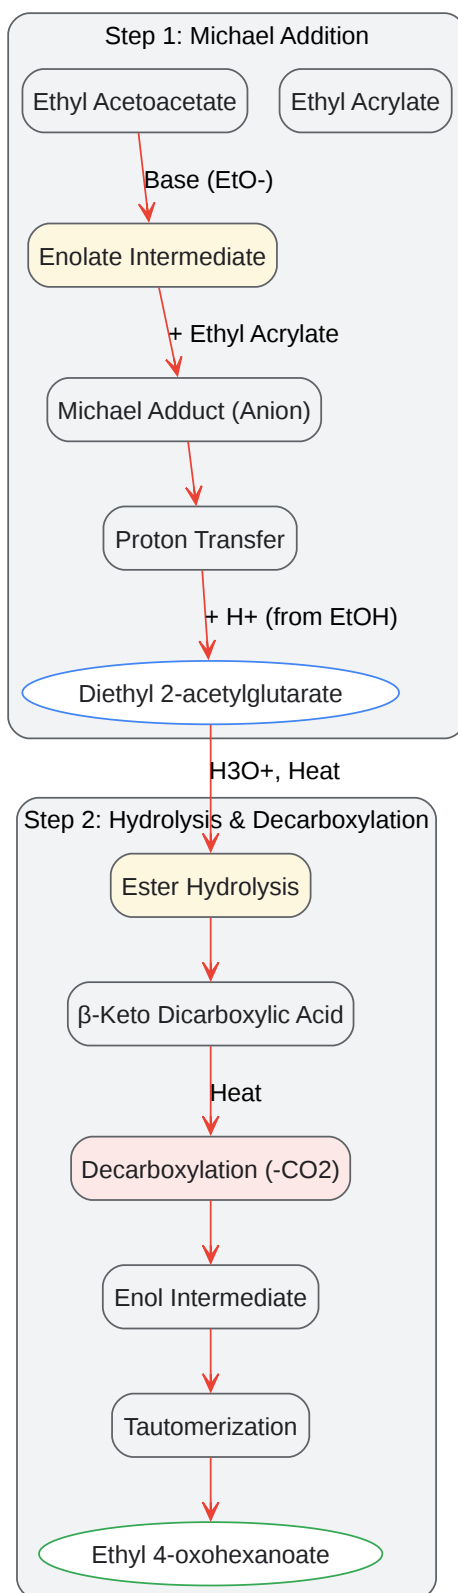 Step 1: Michael Addition
Ethyl Acetoacetate
Ethyl Acrylate
Base (EtO-)
Enolate Intermediate
+ Ethyl Acrylate
Michael Adduct (Anion)
Proton Transfer
+ H+ (from EtOH)
Diethyl 2-acetylglutarate
H3O+, Heat
Step 2: Hydrolysis & Decarboxylation
Ester Hydrolysis
β-Keto Dicarboxylic Acid
Heat
Decarboxylation (-CO2)
Enol Intermediate
Tautomerization
Ethyl 4-oxohexanoate